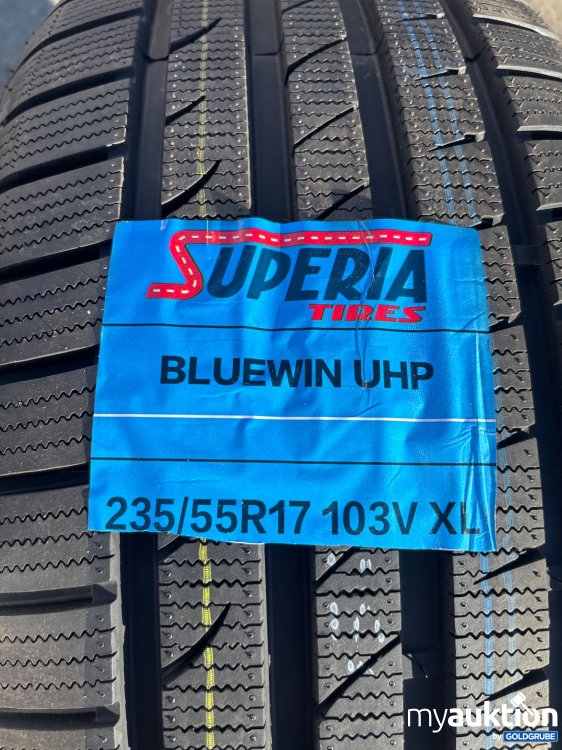 SUPERIA
TIRES
BLUEWIN UHP
235/55R17 103V XL
myauktion
by GOLDGRUBE